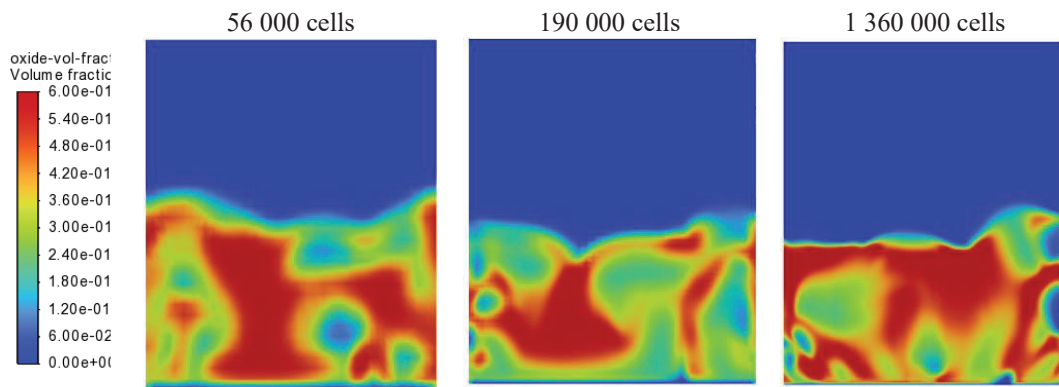 56 000 cells
190 000 cells
1 360 000 cells
oxide-vol-fract
Volume fractio
6.00e-01
5.40e-01
4.80e-01
4.20e-01
3.60e-01
3.00e-01
2.40e-01
1.80e-01
1.20e-01
6.00e-02
0.00e+0